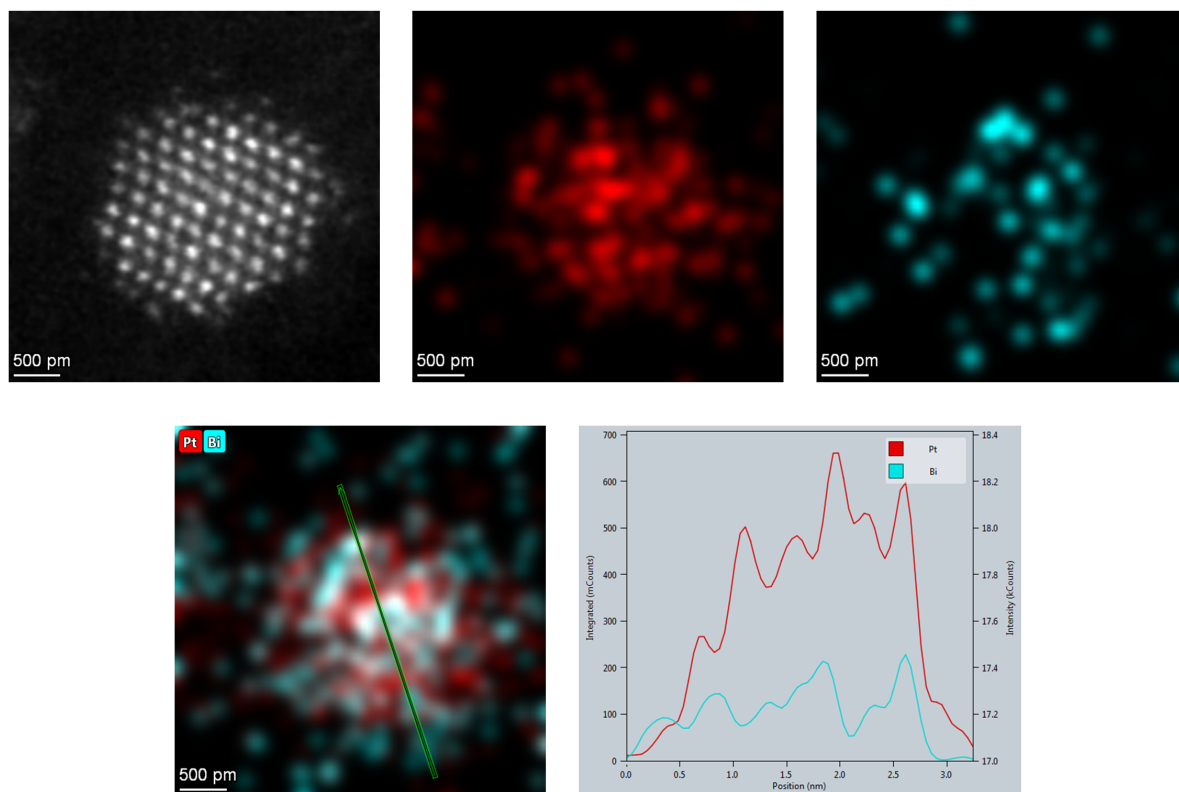 500 pm
500 pm
500 pm
Pt Bi
500 pm
Pt
Bi
700
600
500
400
300
200
100
0
Integrated (mCounts)
18.4
18.2
18.0
17.8
17.6
17.4
17.2
17.0
Intensity (kCounts)
0.0 0.5 1.0 1.5 2.0 2.5 3.0
Position (nm)